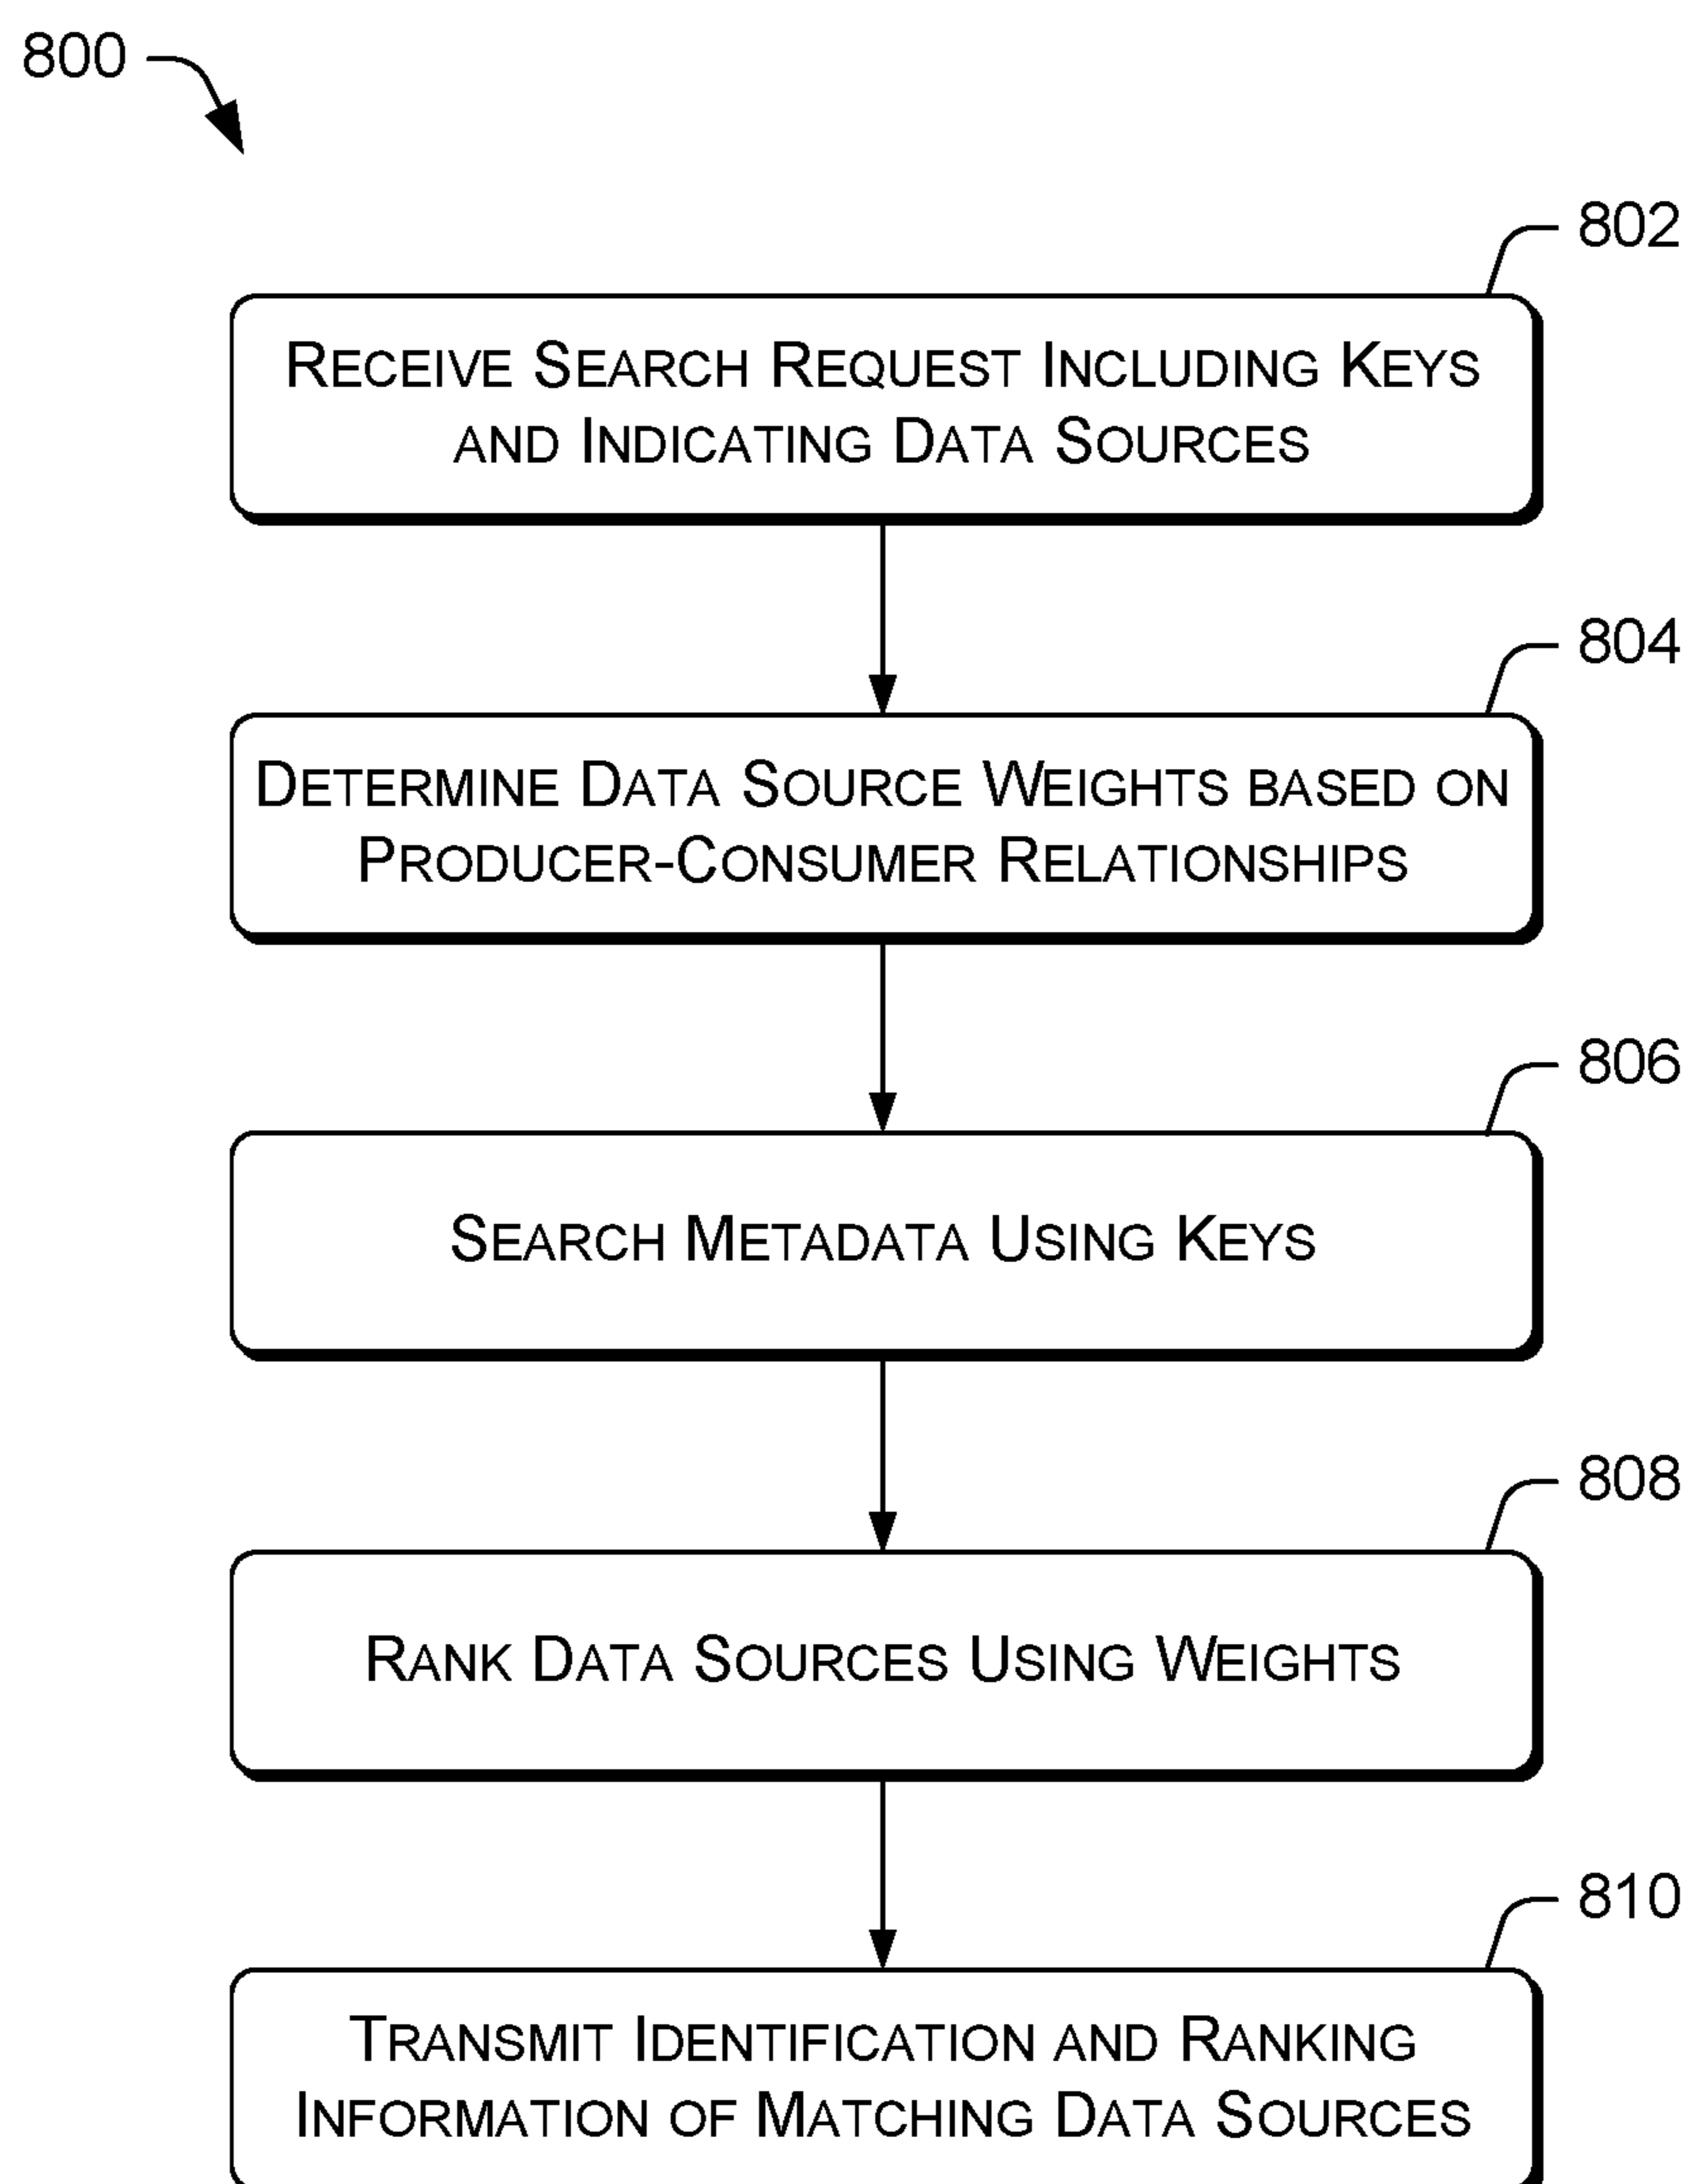 800
802
Receive Search Request Including Keys
and Indicating Data Sources
804
Determine Data Source Weights based on
Producer-Consumer Relationships
806
Search Metadata Using Keys
808
Rank Data Sources Using Weights
810
Transmit Identification and Ranking
Information of Matching Data Sources